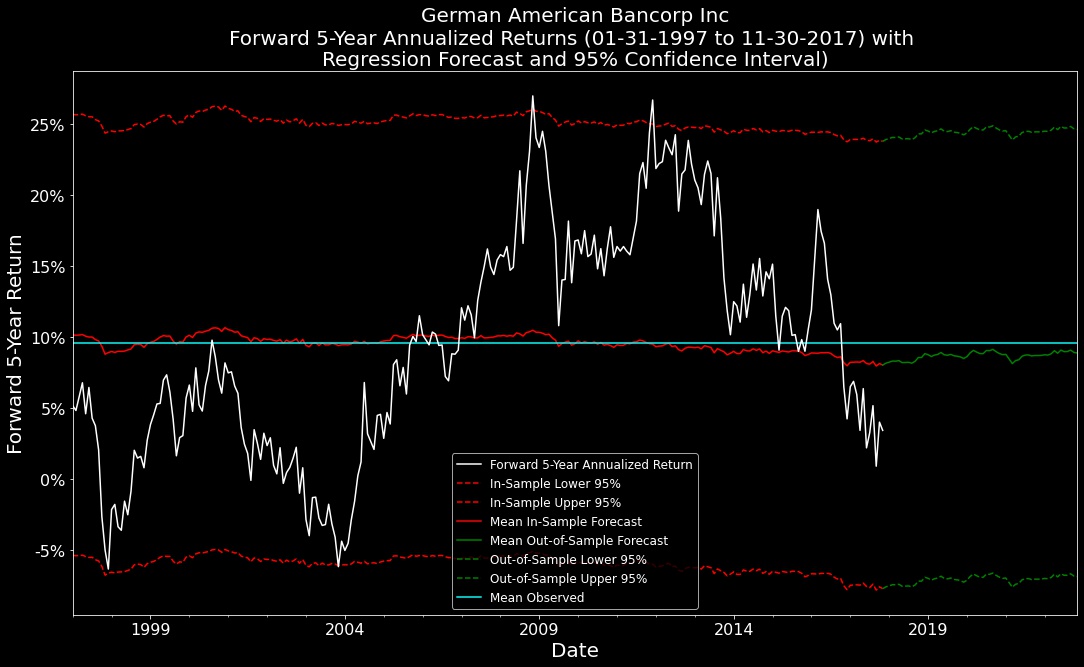 German American Bancorp Inc
Forward 5-Year Annualized Returns (01-31-1997 to 11-30-2017) with
Regression Forecast and 95% Confidence Interval)
Forward 5-Year Return
25%
20%
15%
10%
5%
0%
-5%
Forward 5-Year Annualized Return
In-Sample Lower 95%
In-Sample Upper 95%
Mean In-Sample Forecast
Mean Out-of-Sample Forecast
Out-of-Sample Lower 95%
Out-of-Sample Upper 95%
Mean Observed
1999 2004 2009 2014 2019
Date